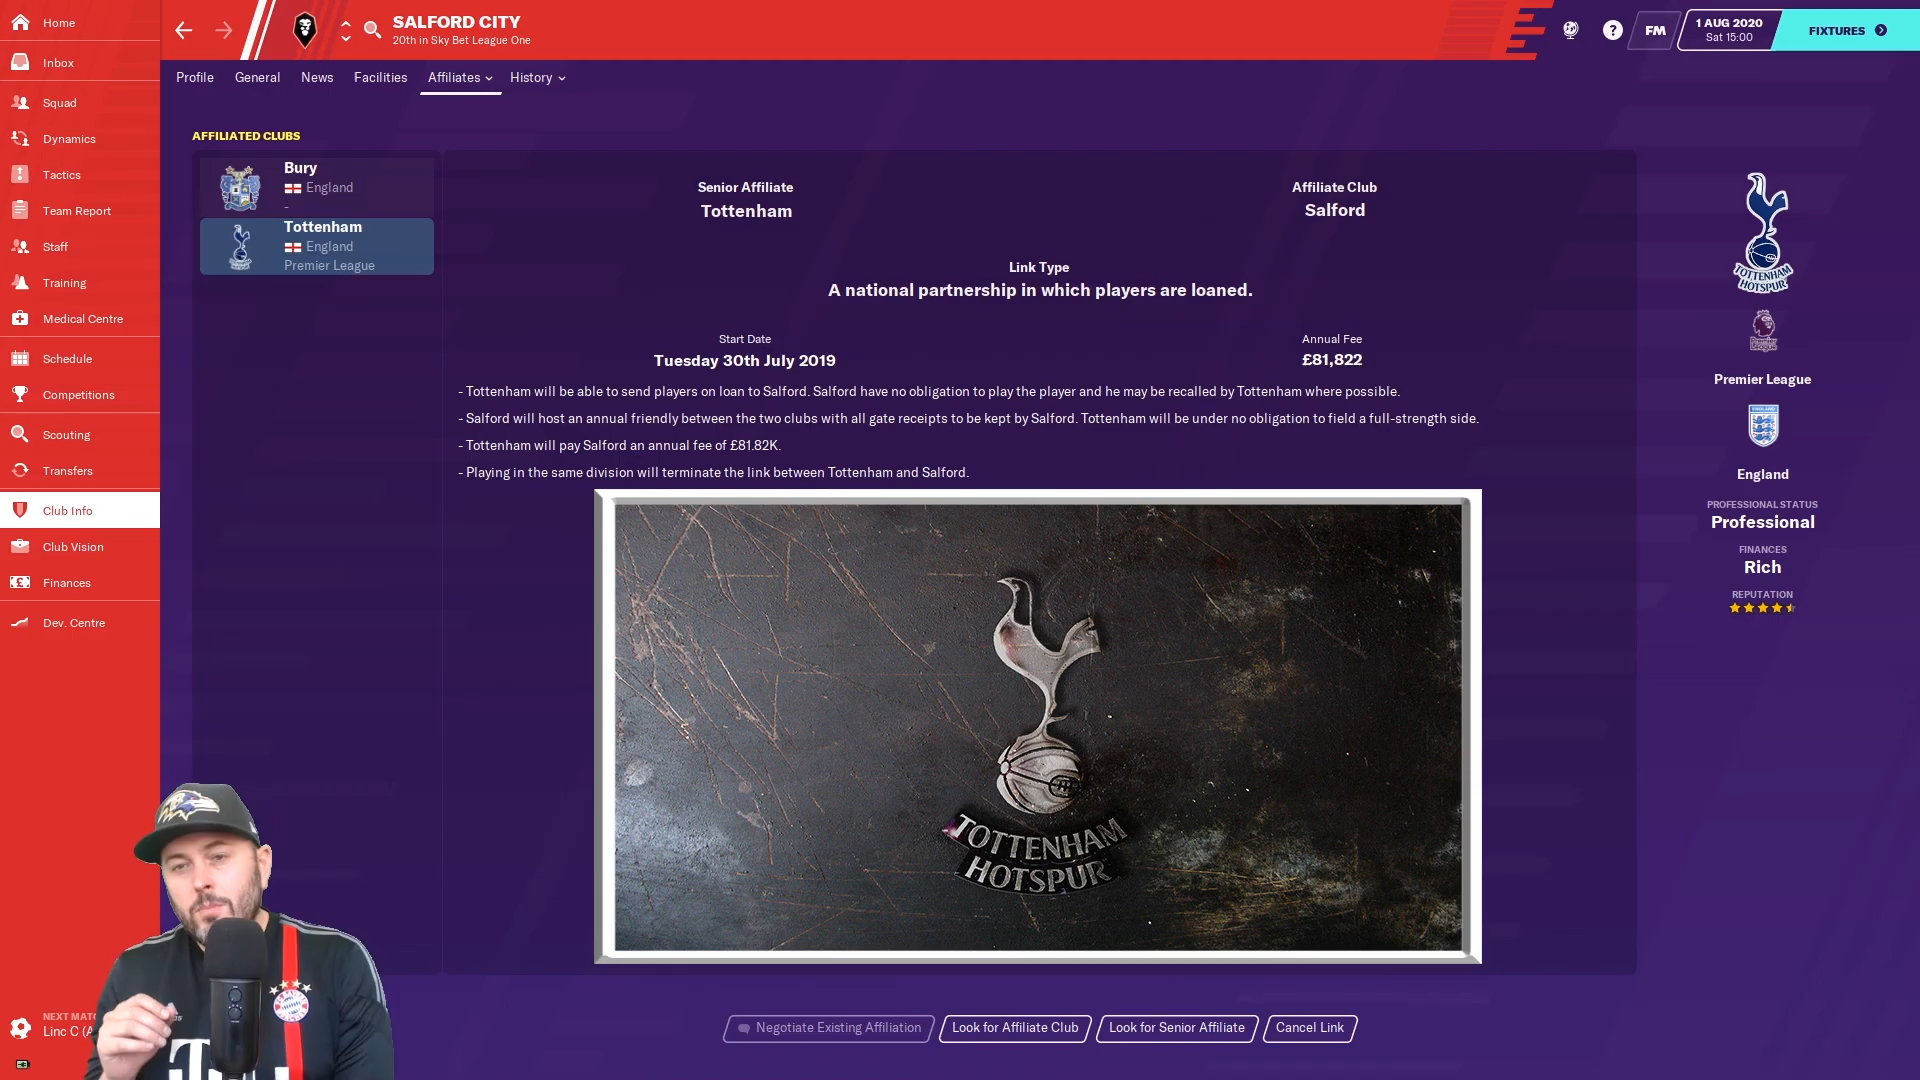 Home
Inbox
Squad
Dynamics
Tactics
Team Report
Staff
Training
Medical Centre
Schedule
Competitions
Scouting
Transfers
Club Info
Club Vision
Finances
Dev. Centre
NEXT MATC
Linc C (A
SALFORD CITY
20th in Sky Bet League One
?
FM
1 AUG 2020
Sat 15:00
FIXTURES
Profile
General
News
Facilities
Affiliates
History
AFFILIATED CLUBS
Bury
England
-
Tottenham
England
Premier League
Senior Affiliate
Tottenham
Affiliate Club
Salford
Link Type
A national partnership in which players are loaned.
Start Date
Tuesday 30th July 2019
Annual Fee
£81,822
- Tottenham will be able to send players on loan to Salford. Salford have no obligation to play the player and he may be recalled by Tottenham where possible.
- Salford will host an annual friendly between the two clubs with all gate receipts to be kept by Salford. Tottenham will be under no obligation to field a full-strength side.
- Tottenham will pay Salford an annual fee of £81.82K.
- Playing in the same division will terminate the link between Tottenham and Salford.
TOTTENHAM
HOTSPUR
TOTTENHAM
HOTSPUR
Premier
League
Premier League
ENGLAND
England
PROFESSIONAL STATUS
Professional
FINANCES
Rich
REPUTATION
Negotiate Existing Affiliation
Look for Affiliate Club
Look for Senior Affiliate
Cancel Link